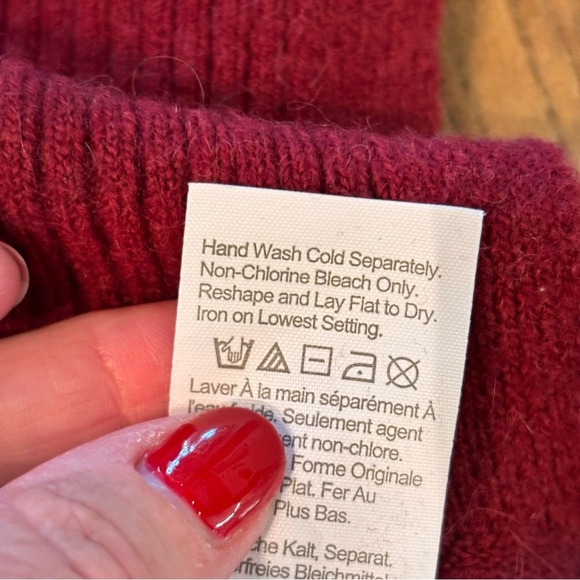 Hand Wash Cold Separately.
Non-Chlorine Bleach Only.
Reshape and Lay Flat to Dry.
Iron on Lowest Setting.
Laver À la main séparément À
Seulement agent
non-chlore.
Forme Originale
Plat. Fer Au
Plus Bas.
Kalt, Separat.